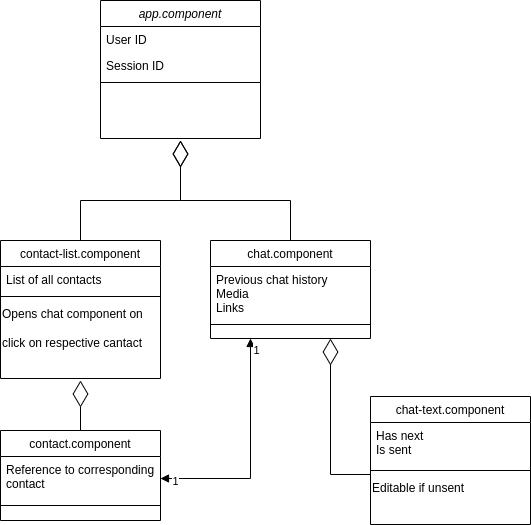 app.component
User ID
Session ID
contact-list.component
List of all contacts
Opens chat component on
click on respective cantact
chat.component
Previous chat history
Media
Links
1
contact.component
Reference to corresponding
contact
1
chat-text.component
Has next
Is sent
Editable if unsent